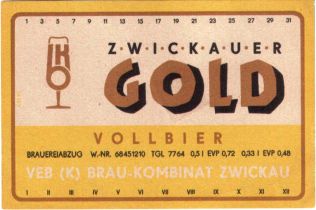 1 3 5 7 9 11 13 15 17 19 21 23 25 27 29 31
ZWICKAUER
GOLD
VOLLBIER
BRAUEREIABZUG W.-NR. 68451210 TGL 7764 0,5 l EVP 0,72 0,33 l EVP 0,48
VEB (K) BRAU-KOMBINAT ZWICKAU
I II III IV V VI VII VIII IX X XI XII